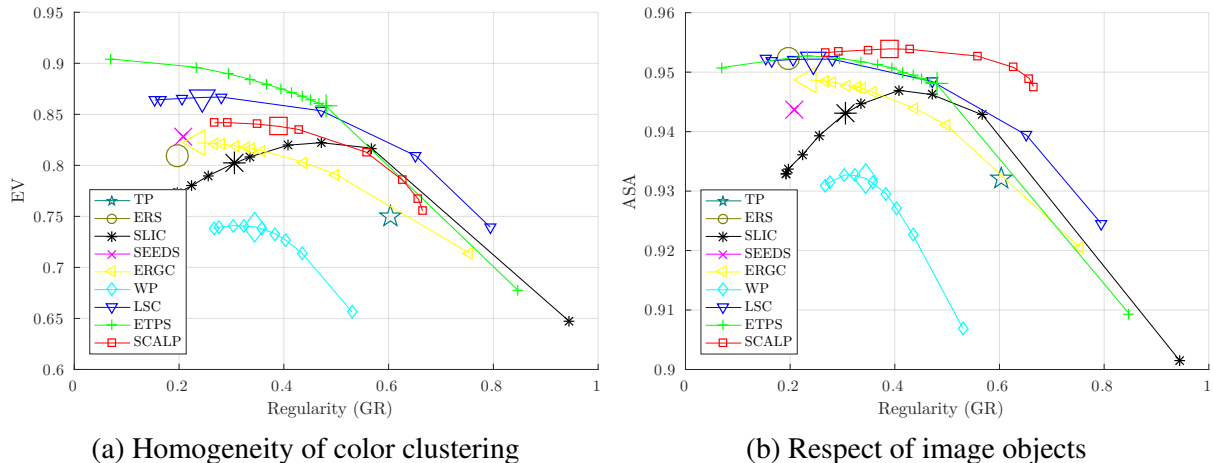 0.95
0.9
0.85
0.8
0.75
0.7
0.65
0.6
EV
TP
ERS
SLIC
SEEDS
ERGC
WP
LSC
ETPS
SCALP
0 0.2 0.4 0.6 0.8 1
Regularity (GR)
(a) Homogeneity of color clustering
0.96
0.95
0.94
0.93
0.92
0.91
0.9
ASA
TP
ERS
SLIC
SEEDS
ERGC
WP
LSC
ETPS
SCALP
0 0.2 0.4 0.6 0.8 1
Regularity (GR)
(b) Respect of image objects